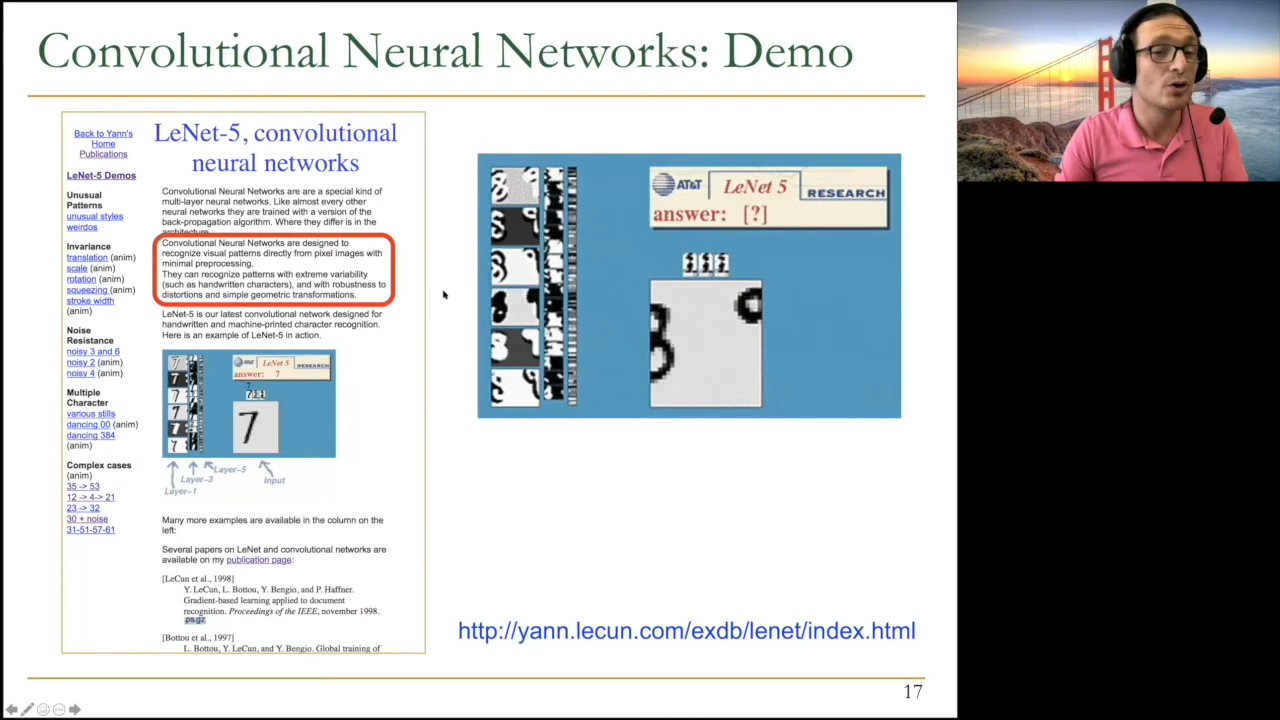 Convolutional Neural Networks: Demo
Back to Yann's
Home
Publications
LeNet-5 Demos
Unusual
Patterns
unusual styles
weirdos
Invariance
translation (anim)
scale (anim)
rotation (anim)
squeezing (anim)
stroke width
(anim)
Noise
Resistance
noisy 3 and 6
noisy 2 (anim)
noisy 4 (anim)
Multiple
Character
various stills
dancing 00 (anim)
dancing 384
(anim)
Complex cases
(anim)
35 -> 53
12 -> 4-> 21
23 -> 32
30 + noise
31-51-57-61
LeNet-5, convolutional
neural networks
Convolutional Neural Networks are are a special kind of
multi-layer neural networks. Like almost every other
neural networks they are trained with a version of the
back-propagation algorithm. Where they differ is in the
architecture.
Convolutional Neural Networks are designed to
recognize visual patterns directly from pixel images with
minimal preprocessing.
They can recognize patterns with extreme variability
(such as handwritten characters), and with robustness to
distortions and simple geometric transformations.
LeNet-5 is our latest convolutional network designed for
handwritten and machine-printed character recognition.
Here is an example of LeNet-5 in action.
AT&T LeNet 5 RESEARCH
answer: 7
7
Layer-1
Layer-3
Layer-5
Input
Many more examples are available in the column on the
left:
Several papers on LeNet and convolutional networks are
available on my publication page:
[LeCun et al., 1998]
Y. LeCun, L. Bottou, Y. Bengio, and P. Haffner.
Gradient-based learning applied to document
recognition. Proceedings of the IEEE, november 1998.
ps.gz
[Bottou et al., 1997]
L. Bottou, Y. LeCun, and Y. Bengio. Global training of
AT&T LeNet 5 RESEARCH
answer: [?]
http://yann.lecun.com/exdb/lenet/index.html
17